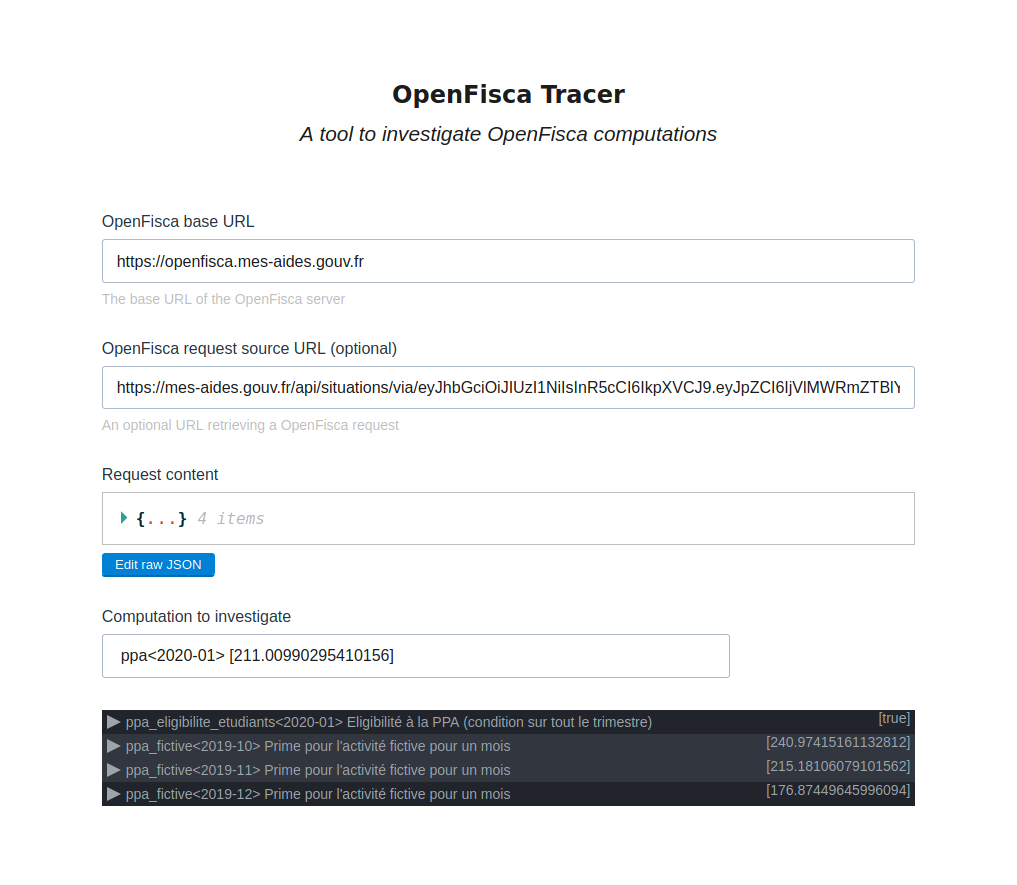 OpenFisca Tracer
A tool to investigate OpenFisca computations
OpenFisca base URL
https://openfisca.mes-aides.gouv.fr
The base URL of the OpenFisca server
OpenFisca request source URL (optional)
https://mes-aides.gouv.fr/api/situations/via/eyJhbGciOiJIUzI1NiIsInR5cCI6IkpXVCJ9.eyJpZCI6IjVlMWRmZTBlY
An optional URL retrieving a OpenFisca request
Request content
{...} 4 items
Edit raw JSON
Computation to investigate
ppa<2020-01> [211.00990295410156]
ppa_eligibilite_etudiants<2020-01> Eligibilité à la PPA (condition sur tout le trimestre) [true]
ppa_fictive<2019-10> Prime pour l'activité fictive pour un mois [240.97415161132812]
ppa_fictive<2019-11> Prime pour l'activité fictive pour un mois [215.18106079101562]
ppa_fictive<2019-12> Prime pour l'activité fictive pour un mois [176.87449645996094]